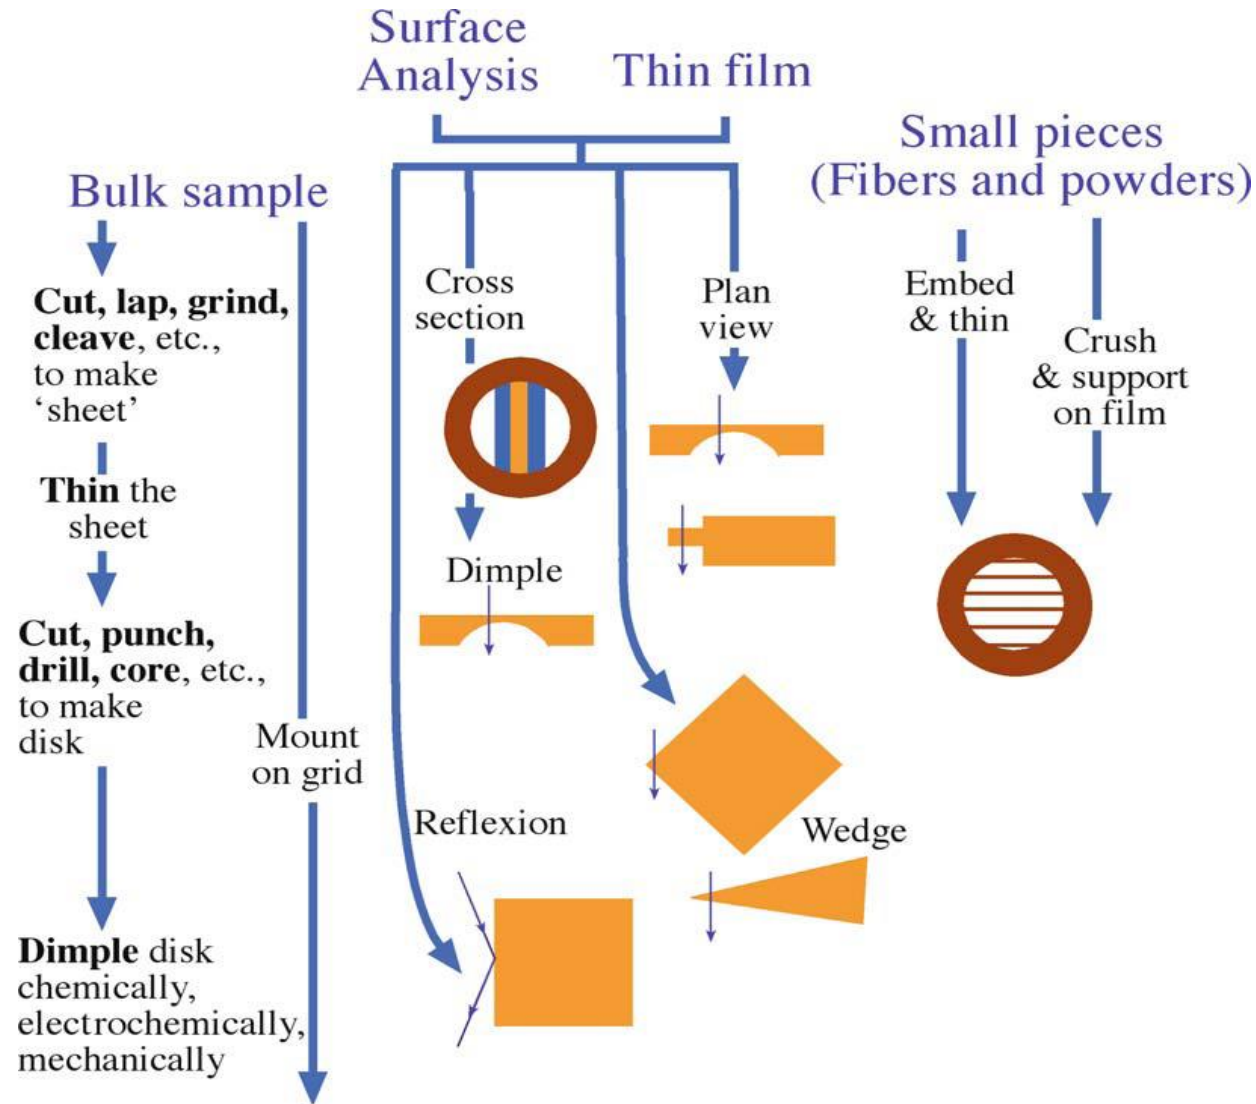 Surface
Analysis
Thin film
Small pieces
(Fibers and powders)
Bulk sample
Cut, lap, grind,
cleave, etc.,
to make
‘sheet’
Thin the
sheet
Cut, punch,
drill, core, etc.,
to make
disk
Dimple disk
chemically,
electrochemically,
mechanically
Mount
on grid
Cross
section
Dimple
Reflexion
Plan
view
Wedge
Embed
& thin
Crush
& support
on film